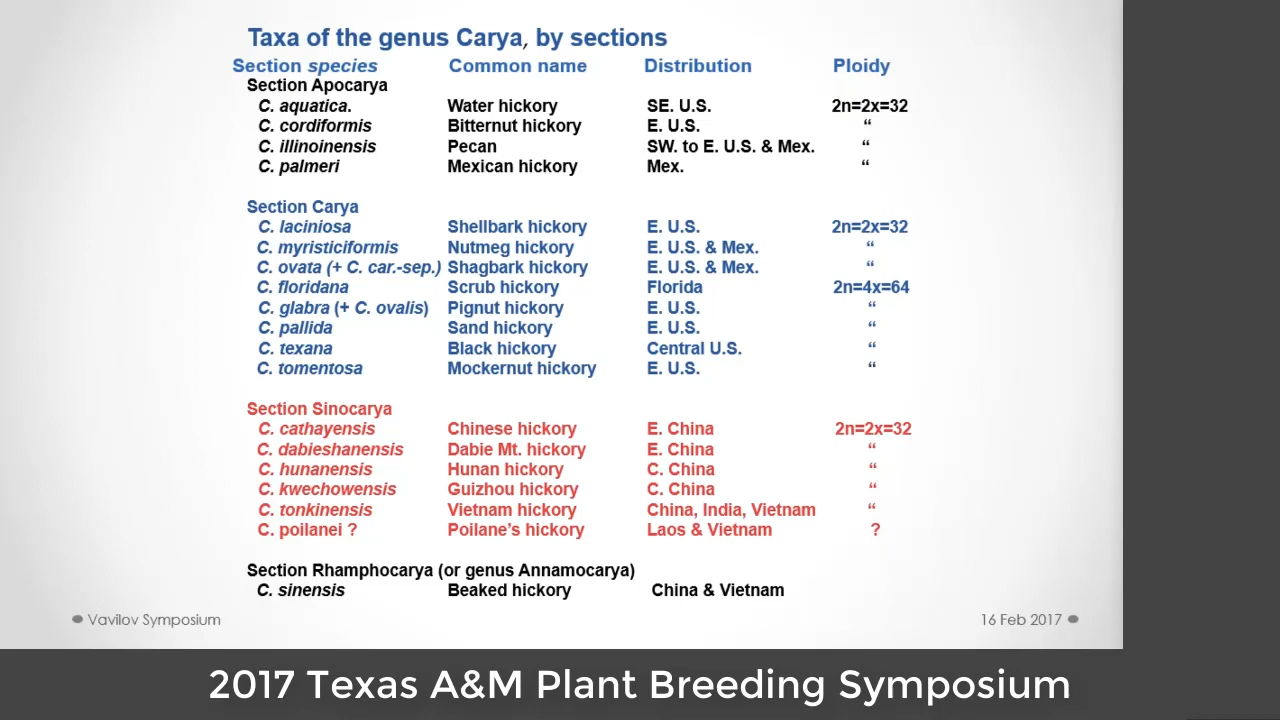 Taxa of the genus Carya, by sections
Section species Common name Distribution Ploidy
Section Apocarya
C. aquatica. Water hickory SE. U.S. 2n=2x=32
C. cordiformis Bitternut hickory E. U.S. “
C. illinoinensis Pecan SW. to E. U.S. & Mex. “
C. palmeri Mexican hickory Mex. “
Section Carya
C. laciniosa Shellbark hickory E. U.S. 2n=2x=32
C. myristiciformis Nutmeg hickory E. U.S. & Mex. “
C. ovata (+ C. car.-sep.) Shagbark hickory E. U.S. & Mex. “
C. floridana Scrub hickory Florida 2n=4x=64
C. glabra (+ C. ovalis) Pignut hickory E. U.S. “
C. pallida Sand hickory E. U.S. “
C. texana Black hickory Central U.S. “
C. tomentosa Mockernut hickory E. U.S. “
Section Sinocarya
C. cathayensis Chinese hickory E. China 2n=2x=32
C. dabieshanensis Dabie Mt. hickory E. China “
C. hunanensis Hunan hickory C. China “
C. kwechowensis Guizhou hickory C. China “
C. tonkinensis Vietnam hickory China, India, Vietnam “
C. poilanei ? Poilane’s hickory Laos & Vietnam ?
Section Rhamphocarya (or genus Annamocarya)
C. sinensis Beaked hickory China & Vietnam
Vavilov Symposium 16 Feb 2017
2017 Texas A&M Plant Breeding Symposium